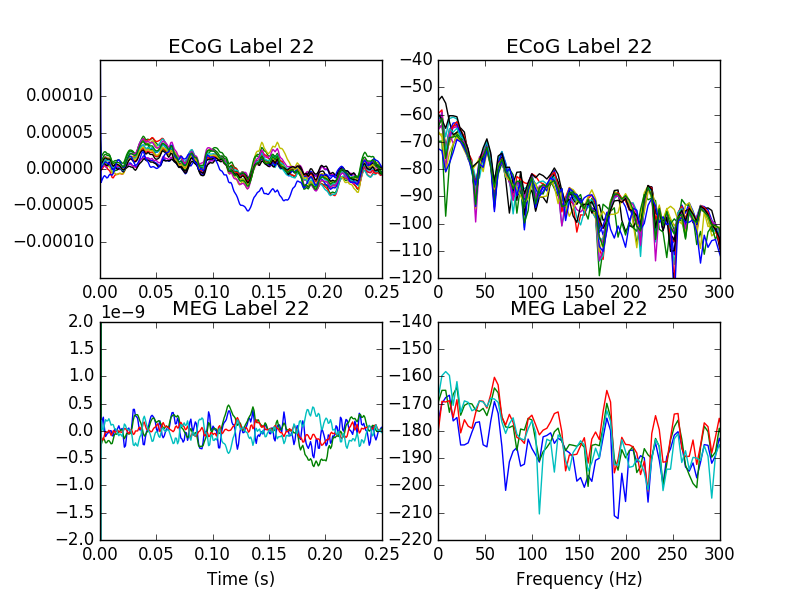 ECoG Label 22
0.00010
0.00005
0.00000
−0.00005
−0.00010
0.00 0.05 0.10 0.15 0.20 0.25
ECoG Label 22
−40
−50
−60
−70
−80
−90
−100
−110
−120
0 50 100 150 200 250 300
MEG Label 22
1e−9
2.0
1.5
1.0
0.5
0.0
−0.5
−1.0
−1.5
−2.0
0.00 0.05 0.10 0.15 0.20 0.25
Time (s)
MEG Label 22
−140
−150
−160
−170
−180
−190
−200
−210
−220
0 50 100 150 200 250 300
Frequency (Hz)